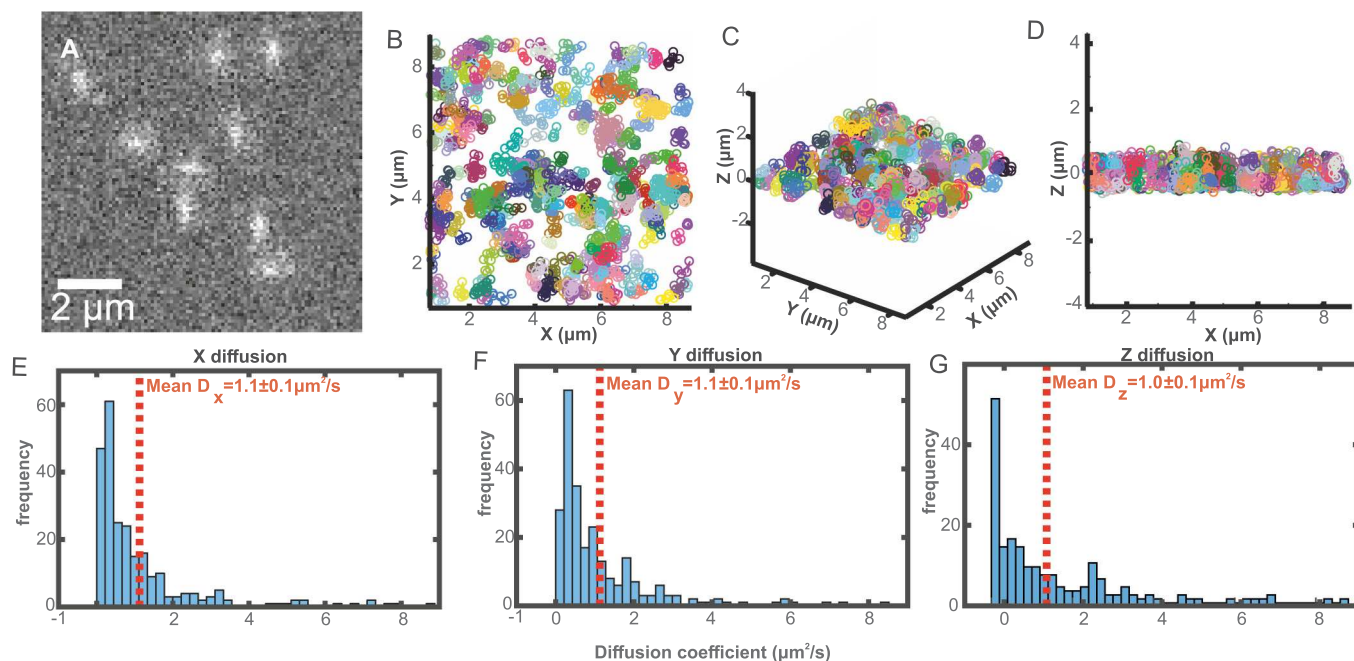 A
2 µm
B
8
6
4
2
Y (µm)
2
4
6
8
X (µm)
C
4
2
0
-2
Z (µm)
2
4
6
8
Y (µm)
2
4
6
8
X (µm)
D
4
2
0
-2
-4
Z (µm)
2
4
6
8
X (µm)
E
X diffusion
Mean Dx=1.1±0.1µm²/s
60
40
20
0
frequency
-1
0
2
4
6
8
F
Y diffusion
Mean Dy=1.1±0.1µm²/s
60
40
20
0
frequency
-1
0
2
4
6
8
G
Z diffusion
Mean Dz=1.0±0.1µm²/s
60
40
20
0
frequency
0
2
4
6
8
Diffusion coefficient (µm²/s)